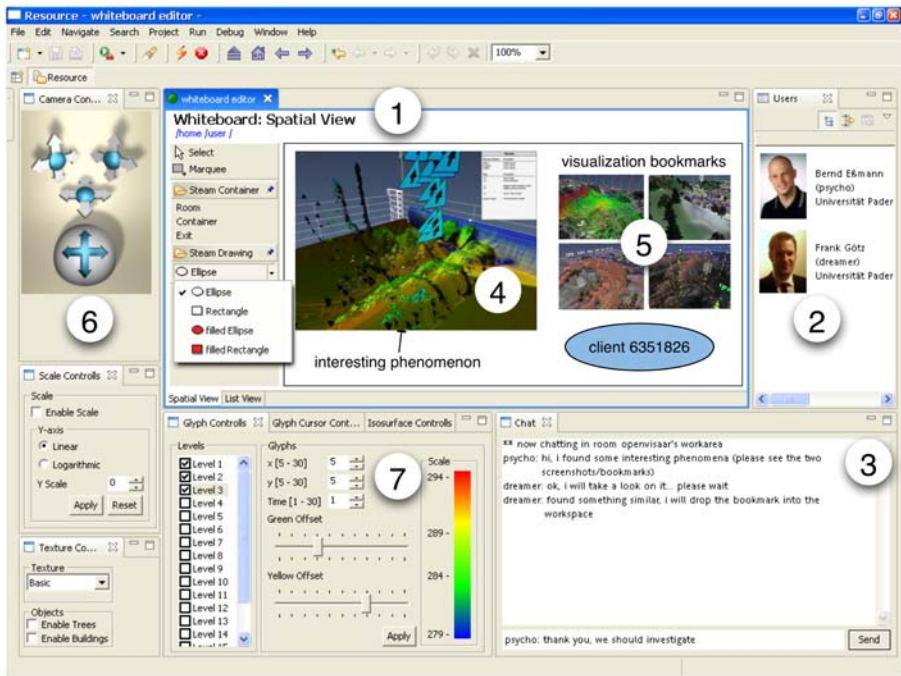 Resource - whiteboard editor -
File Edit Navigate Search Project Run Debug Window Help
100%
Resource
Camera Con...
6
Scale Controlls
Scale
Enable Scale
Y-axis
Linear
Logarithmic
Y Scale 0
Apply Reset
Texture Co...
Texture
Basic
Objects
Enable Trees
Enable Buildings
whiteboard editor
1
Whiteboard: Spatial View
/home /user /
Select
Marquee
Steam Container
Room
Container
Exit
Steam Drawing
Ellipse
Ellipse
Rectangle
filled Ellipse
filled Rectangle
4
interesting phenomenon
visualization bookmarks
5
client 6351826
Spatial View List View
Users
Bernd Eßmann
(psycho)
Universität Pader
Frank Götz
(dreamer)
Universität Pader
2
Glyph Controlls Glyph Cursor Cont... Isosurface Controlls
Levels
Level 1
Level 2
Level 3
Level 4
Level 5
Level 6
Level 7
Level 8
Level 9
Level 10
Level 11
Level 12
Level 13
Level 14
Glyphs
x [5 - 30] 5
y [5 - 30] 5
Time [1 - 30] 1
7
Green Offset
Yellow Offset
Apply
Scale
294 -
289 -
284 -
279 -
Chat
3
** now chatting in room openvisaar's workarea
psycho: hi, i found some interesting phenomena (please see the two
screenshots/bookmarks)
dreamer: ok, i will take a look on it... please wait
dreamer: found something similar, i will drop the bookmark into the
workspace
psycho: thank you, we should investigate
Send